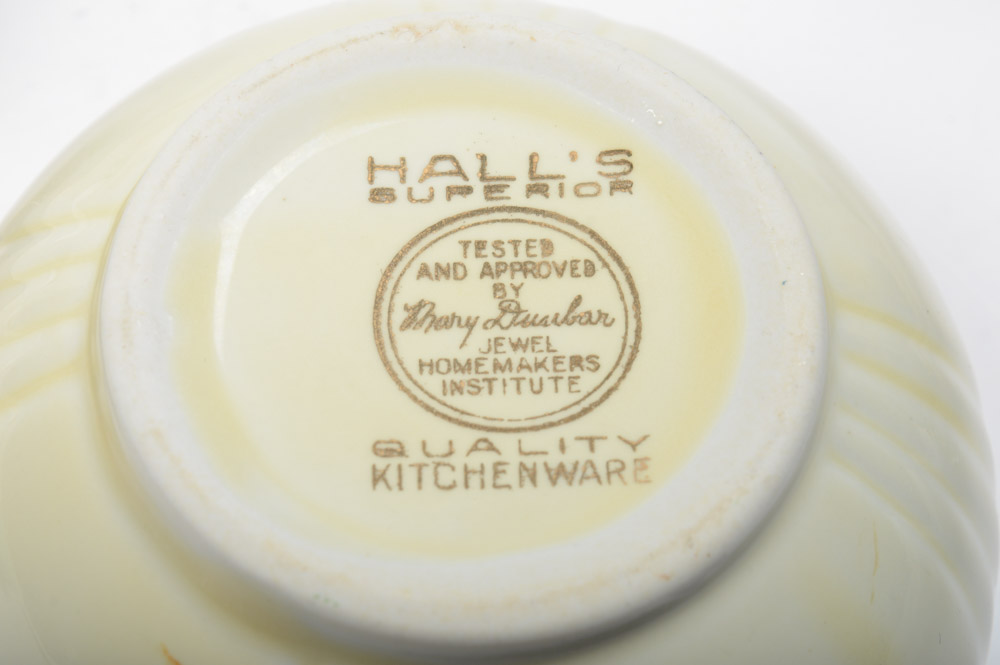 HALL'S
SUPERIOR
TESTED
AND APPROVED
BY
Mary Dunbar
JEWEL
HOMEMAKERS
INSTITUTE
QUALITY
KITCHENWARE